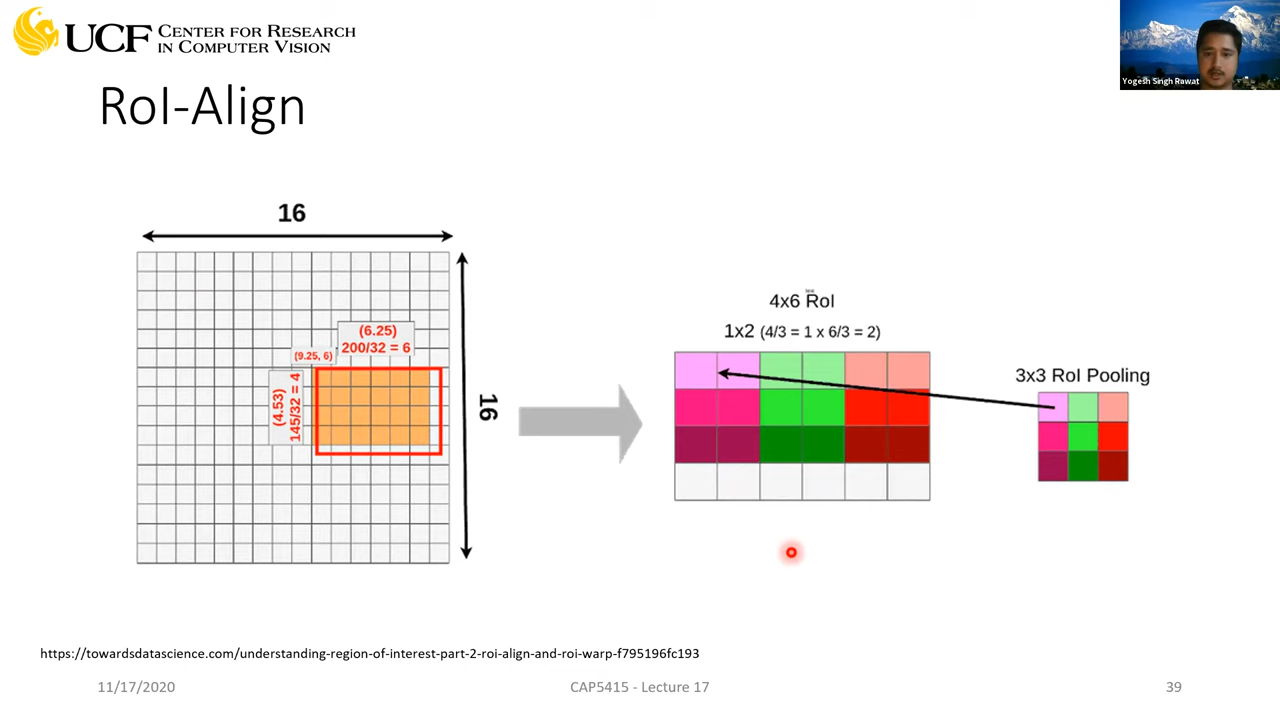 UCF CENTER FOR RESEARCH
IN COMPUTER VISION
Yogesh Singh Rawat
RoI-Align
16
16
(6.25)
200/32 = 6
(9.25, 6)
(4.53)
145/32 = 4
4x6 RoI
1x2 (4/3 = 1 x 6/3 = 2)
3x3 RoI Pooling
https://towardsdatascience.com/understanding-region-of-interest-part-2-roi-align-and-roi-warp-f795196fc193
11/17/2020
CAP5415 - Lecture 17
39